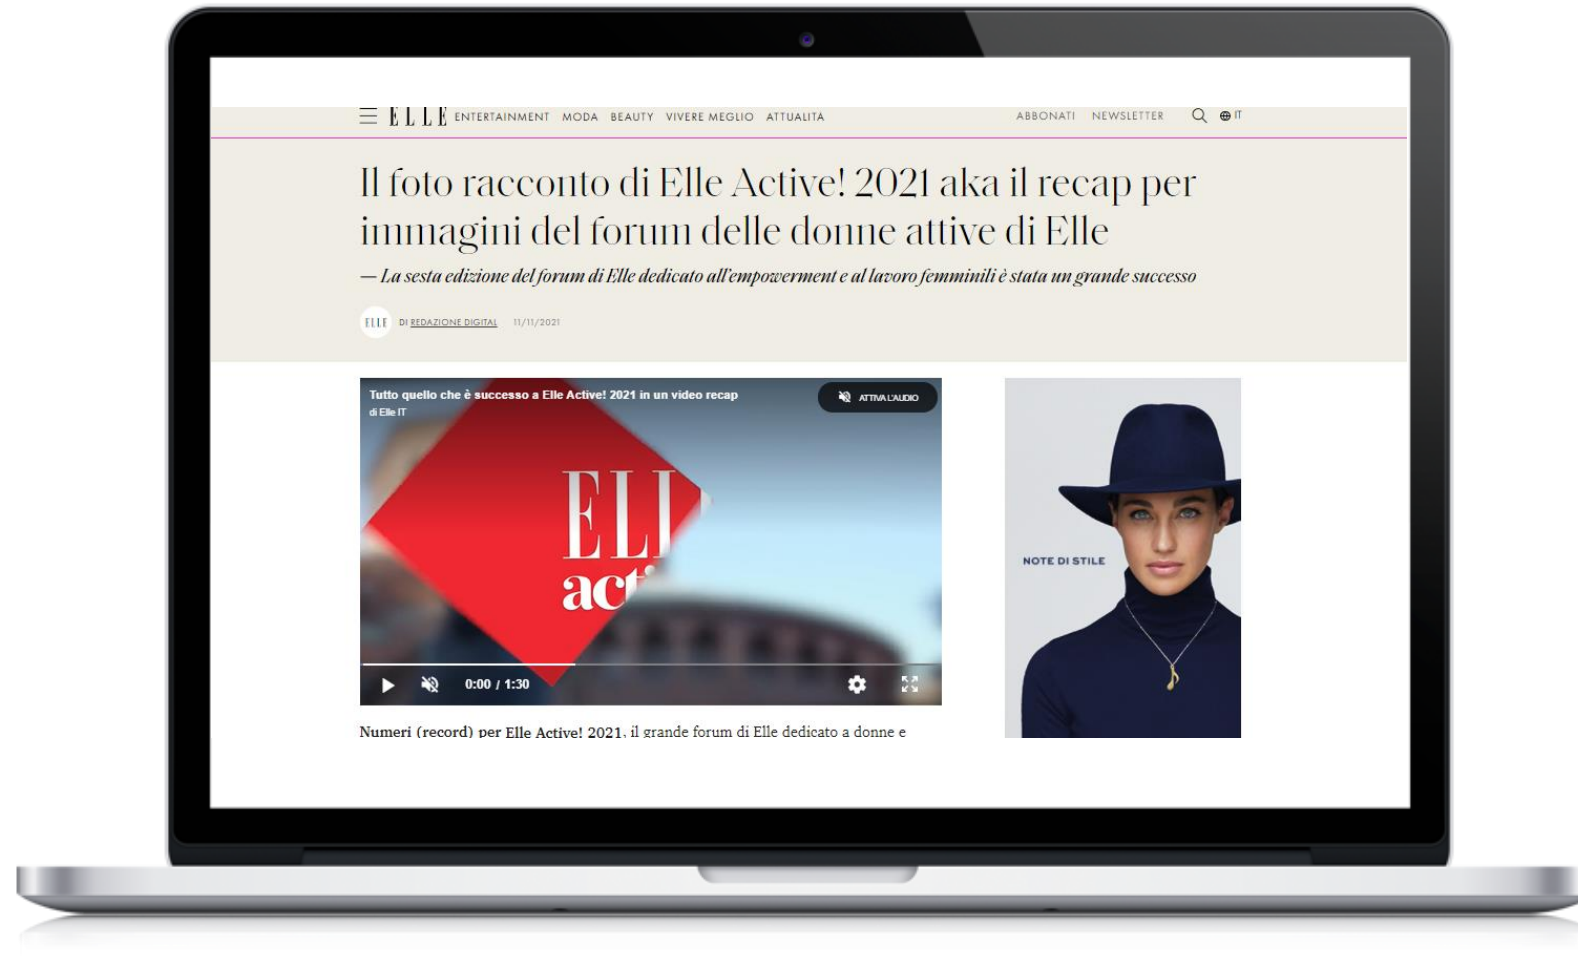 ELLE ENTERTAINMENT MODA BEAUTY VIVERE MEGLIO ATTUALITA ABBONATI NEWSLETTER IT
Il foto racconto di Elle Active! 2021 aka il recap per
immagini del forum delle donne attive di Elle
— La sesta edizione del forum di Elle dedicato all'empowerment e al lavoro femminili è stata un grande successo
ELLE DI REDAZIONE DIGITAL 11/11/2021
Tutto quello che è successo a Elle Active! 2021 in un video recap
di Elle IT
ATTIVA L'AUDIO
ELL
acti
0:00 / 1:30
NOTE DI STILE
Numeri (record) per Elle Active! 2021, il grande forum di Elle dedicato a donne e